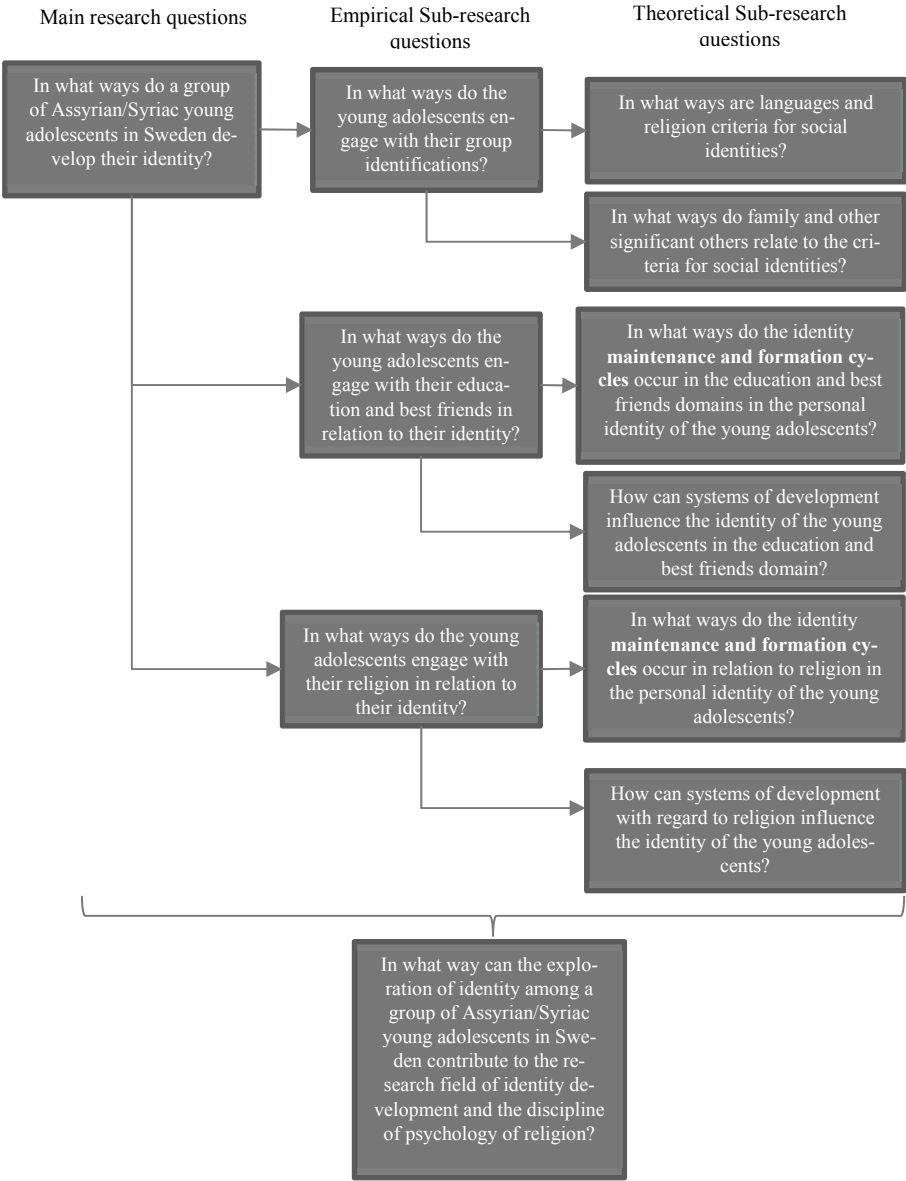 Main research questions
Empirical Sub-research
questions
Theoretical Sub-research
questions
In what ways do a group
of Assyrian/Syriac young
adolescents in Sweden de-
velop their identity?
In what ways do the
young adolescents en-
gage with their group
identifications?
In what ways are languages and
religion criteria for social
identities?
In what ways do family and other
significant others relate to the cri-
teria for social identities?
In what ways do the
young adolescents en-
gage with their educa-
tion and best friends in
relation to their identity?
In what ways do the identity
maintenance and formation cy-
cles occur in the education and best
friends domains in the personal
identity of the young adolescents?
How can systems of development
influence the identity of the young
adolescents in the education and
best friends domain?
In what ways do the young
adolescents engage with
their religion in relation to
their identity?
In what ways do the identity
maintenance and formation cy-
cles occur in relation to religion in
the personal identity of the young
adolescents?
How can systems of development
with regard to religion influence
the identity of the young adoles-
cents?
In what way can the explo-
ration of identity among a
group of Assyrian/Syriac
young adolescents in Swe-
den contribute to the re-
search field of identity de-
velopment and the discipline
of psychology of religion?